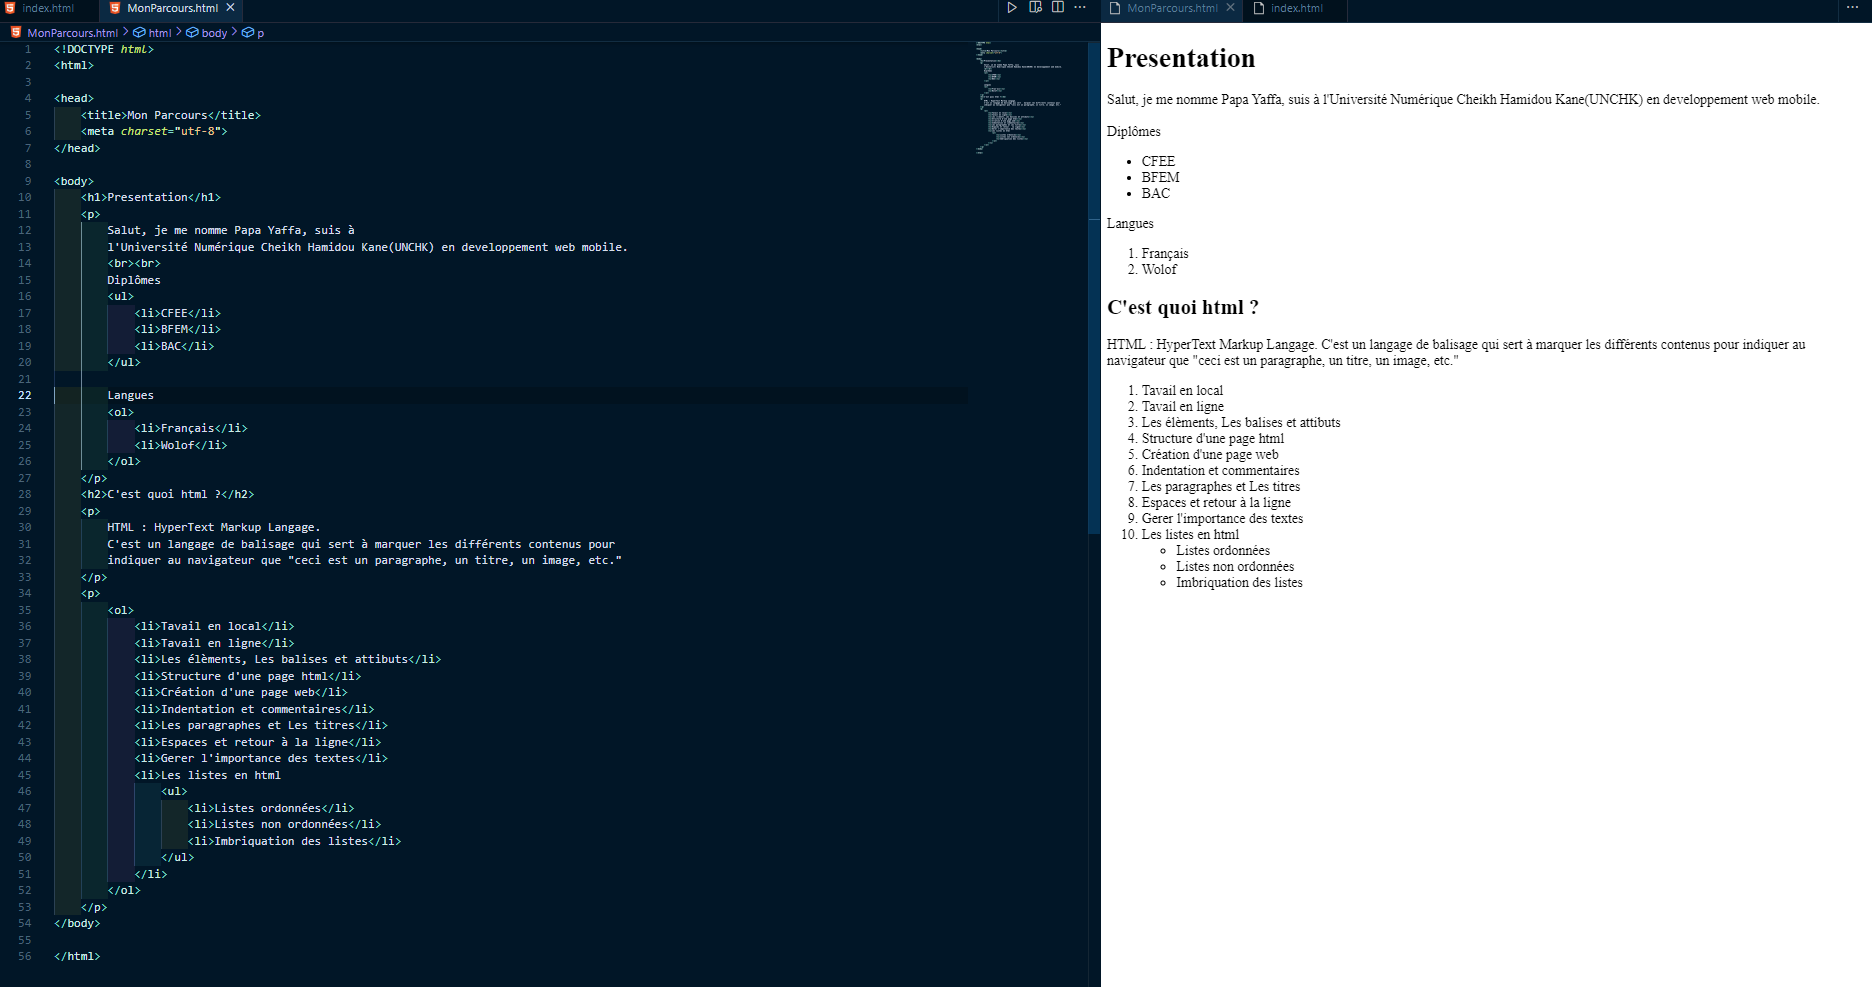 index.html
MonParcours.html
MonParcours.html > html > body > p
1 <!DOCTYPE html>
2 <html>
3
4 <head>
5 <title>Mon Parcours</title>
6 <meta charset="utf-8">
7 </head>
8
9 <body>
10 <h1>Presentation</h1>
11 <p>
12 Salut, je me nomme Papa Yaffa, suis à
13 l'Université Numérique Cheikh Hamidou Kane(UNCHK) en developpement web mobile.
14 <br><br>
15 Diplômes
16 <ul>
17 <li>CFEE</li>
18 <li>BFEM</li>
19 <li>BAC</li>
20 </ul>
21
22 Langues
23 <ol>
24 <li>Français</li>
25 <li>Wolof</li>
26 </ol>
27 </p>
28 <h2>C'est quoi html ?</h2>
29 <p>
30 HTML : HyperText Markup Langage.
31 C'est un langage de balisage qui sert à marquer les différents contenus pour
32 indiquer au navigateur que "ceci est un paragraphe, un titre, un image, etc."
33 </p>
34 <p>
35 <ol>
36 <li>Tavail en local</li>
37 <li>Tavail en ligne</li>
38 <li>Les élèments, Les balises et attibuts</li>
39 <li>Structure d'une page html</li>
40 <li>Création d'une page web</li>
41 <li>Indentation et commentaires</li>
42 <li>Les paragraphes et Les titres</li>
43 <li>Espaces et retour à la ligne</li>
44 <li>Gerer l'importance des textes</li>
45 <li>Les listes en html
46 <ul>
47 <li>Listes ordonnées</li>
48 <li>Listes non ordonnées</li>
49 <li>Imbriquation des listes</li>
50 </ul>
51 </li>
52 </ol>
53 </p>
54 </body>
55
56 </html>
MonParcours.html
index.html
Presentation
Salut, je me nomme Papa Yaffa, suis à l'Université Numérique Cheikh Hamidou Kane(UNCHK) en developpement web mobile.
Diplômes
• CFEE
• BFEM
• BAC
Langues
1. Français
2. Wolof
C'est quoi html ?
HTML : HyperText Markup Langage. C'est un langage de balisage qui sert à marquer les différents contenus pour indiquer au
navigateur que "ceci est un paragraphe, un titre, un image, etc."
1. Tavail en local
2. Tavail en ligne
3. Les élèments, Les balises et attibuts
4. Structure d'une page html
5. Création d'une page web
6. Indentation et commentaires
7. Les paragraphes et Les titres
8. Espaces et retour à la ligne
9. Gerer l'importance des textes
10. Les listes en html
◦ Listes ordonnées
◦ Listes non ordonnées
◦ Imbriquation des listes